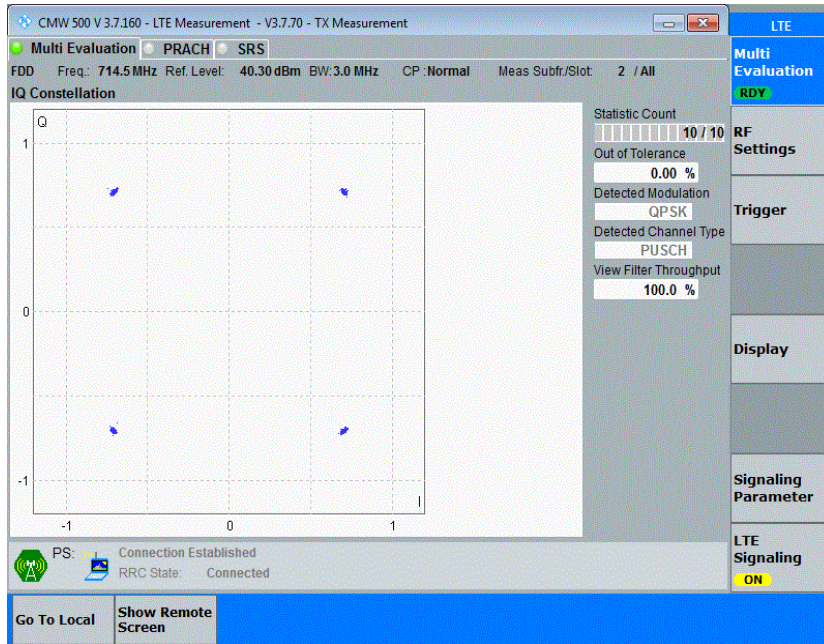 CMW 500 V 3.7.160 - LTE Measurement - V3.7.70 - TX Measurement
LTE
Multi Evaluation PRACH SRS
Multi
Evaluation
RDY
FDD Freq.: 714.5 MHz Ref. Level: 40.30 dBm BW: 3.0 MHz CP : Normal Meas Subfr./Slot: 2 / All
IQ Constellation
Q
1
0
-1
-1 0 1
I
Statistic Count
10 / 10
Out of Tolerance
0.00 %
Detected Modulation
QPSK
Detected Channel Type
PUSCH
View Filter Throughput
100.0 %
RF
Settings
Trigger
Display
Signaling
Parameter
LTE
Signaling
ON
PS: Connection Established
RRC State: Connected
Go To Local
Show Remote
Screen